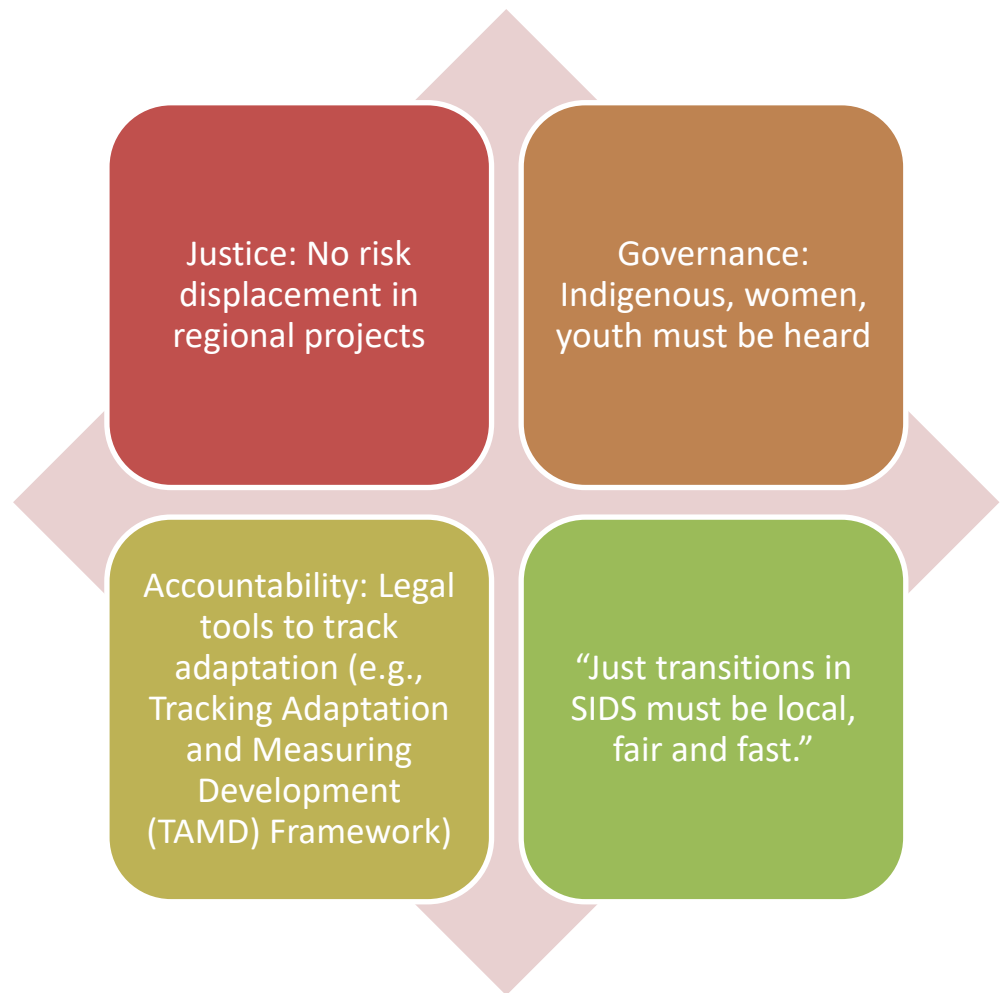 Justice: No risk
displacement in
regional projects
Governance:
Indigenous, women,
youth must be heard
Accountability: Legal
tools to track
adaptation (e.g.,
Tracking Adaptation
and Measuring
Development
(TAMD) Framework)
“Just transitions in
SIDS must be local,
fair and fast.”